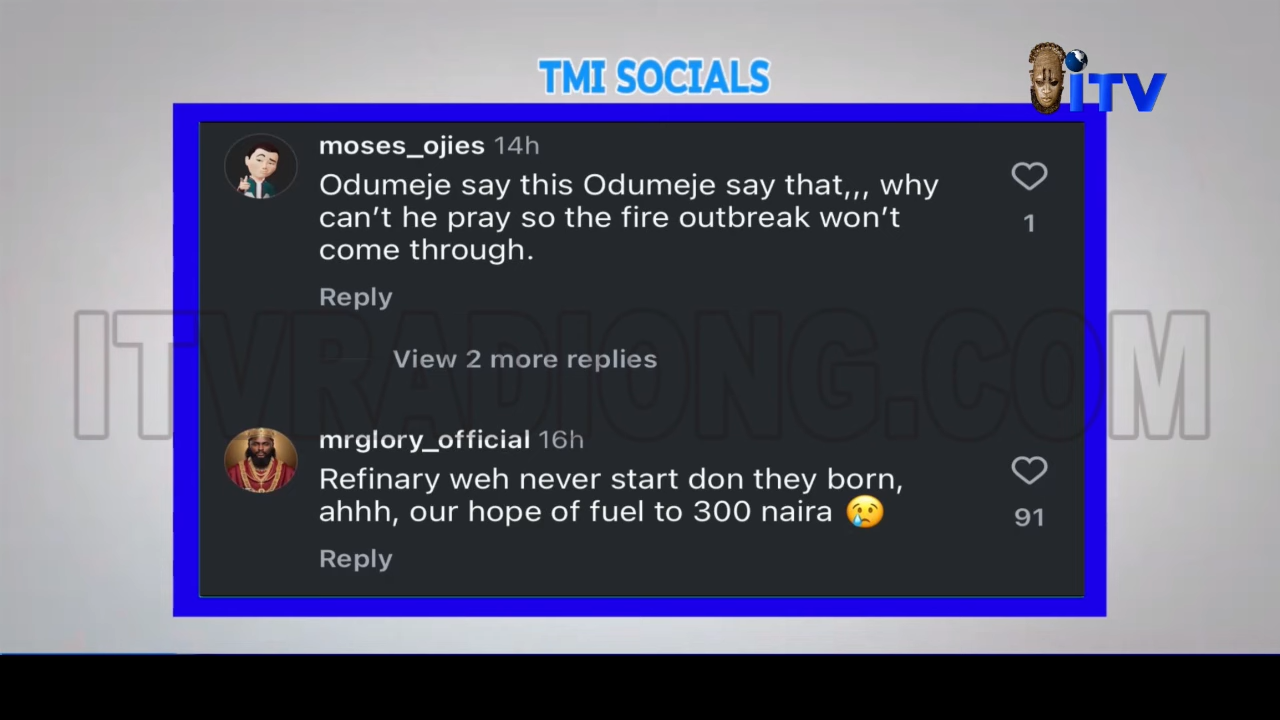 TMI SOCIALS
iTV
moses_ojies 14h
Odumeje say this Odumeje say that,,, why
can't he pray so the fire outbreak won't
come through.
1
Reply
View 2 more replies
ITVRADIONG.COM
mrglory_official 16h
Refinary weh never start don they born,
ahhh, our hope of fuel to 300 naira 😢
91
Reply